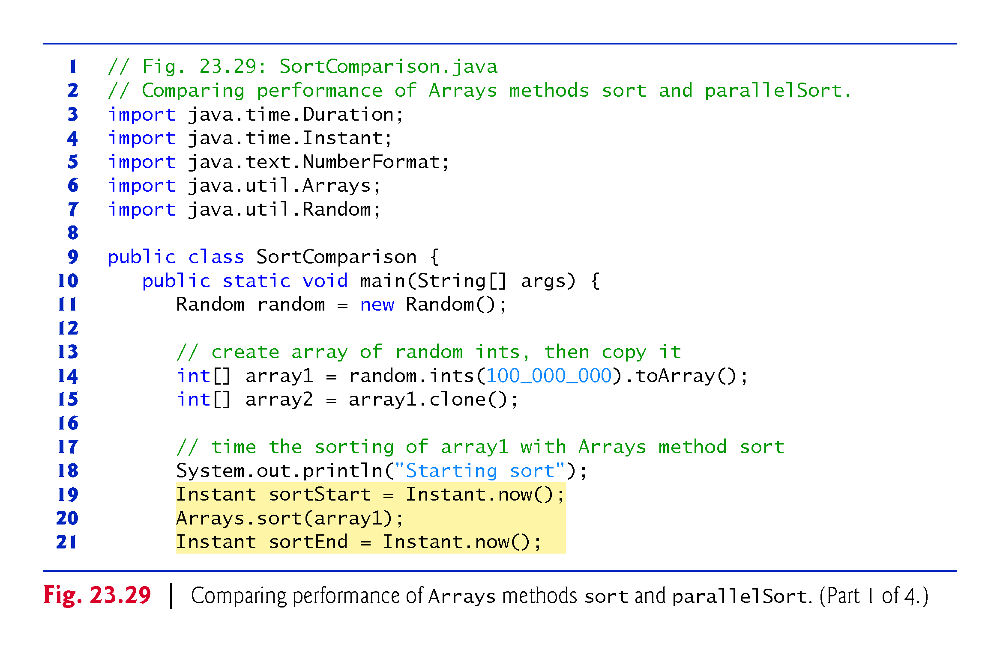 1 // Fig. 23.29: SortComparison.java
2 // Comparing performance of Arrays methods sort and parallelSort.
3 import java.time.Duration;
4 import java.time.Instant;
5 import java.text.NumberFormat;
6 import java.util.Arrays;
7 import java.util.Random;
8
9 public class SortComparison {
10    public static void main(String[] args) {
11       Random random = new Random();
12
13       // create array of random ints, then copy it
14       int[] array1 = random.ints(100_000_000).toArray();
15       int[] array2 = array1.clone();
16
17       // time the sorting of array1 with Arrays method sort
18       System.out.println("Starting sort");
19       Instant sortStart = Instant.now();
20       Arrays.sort(array1);
21       Instant sortEnd = Instant.now();
Fig. 23.29 | Comparing performance of Arrays methods sort and parallelSort. (Part 1 of 4.)